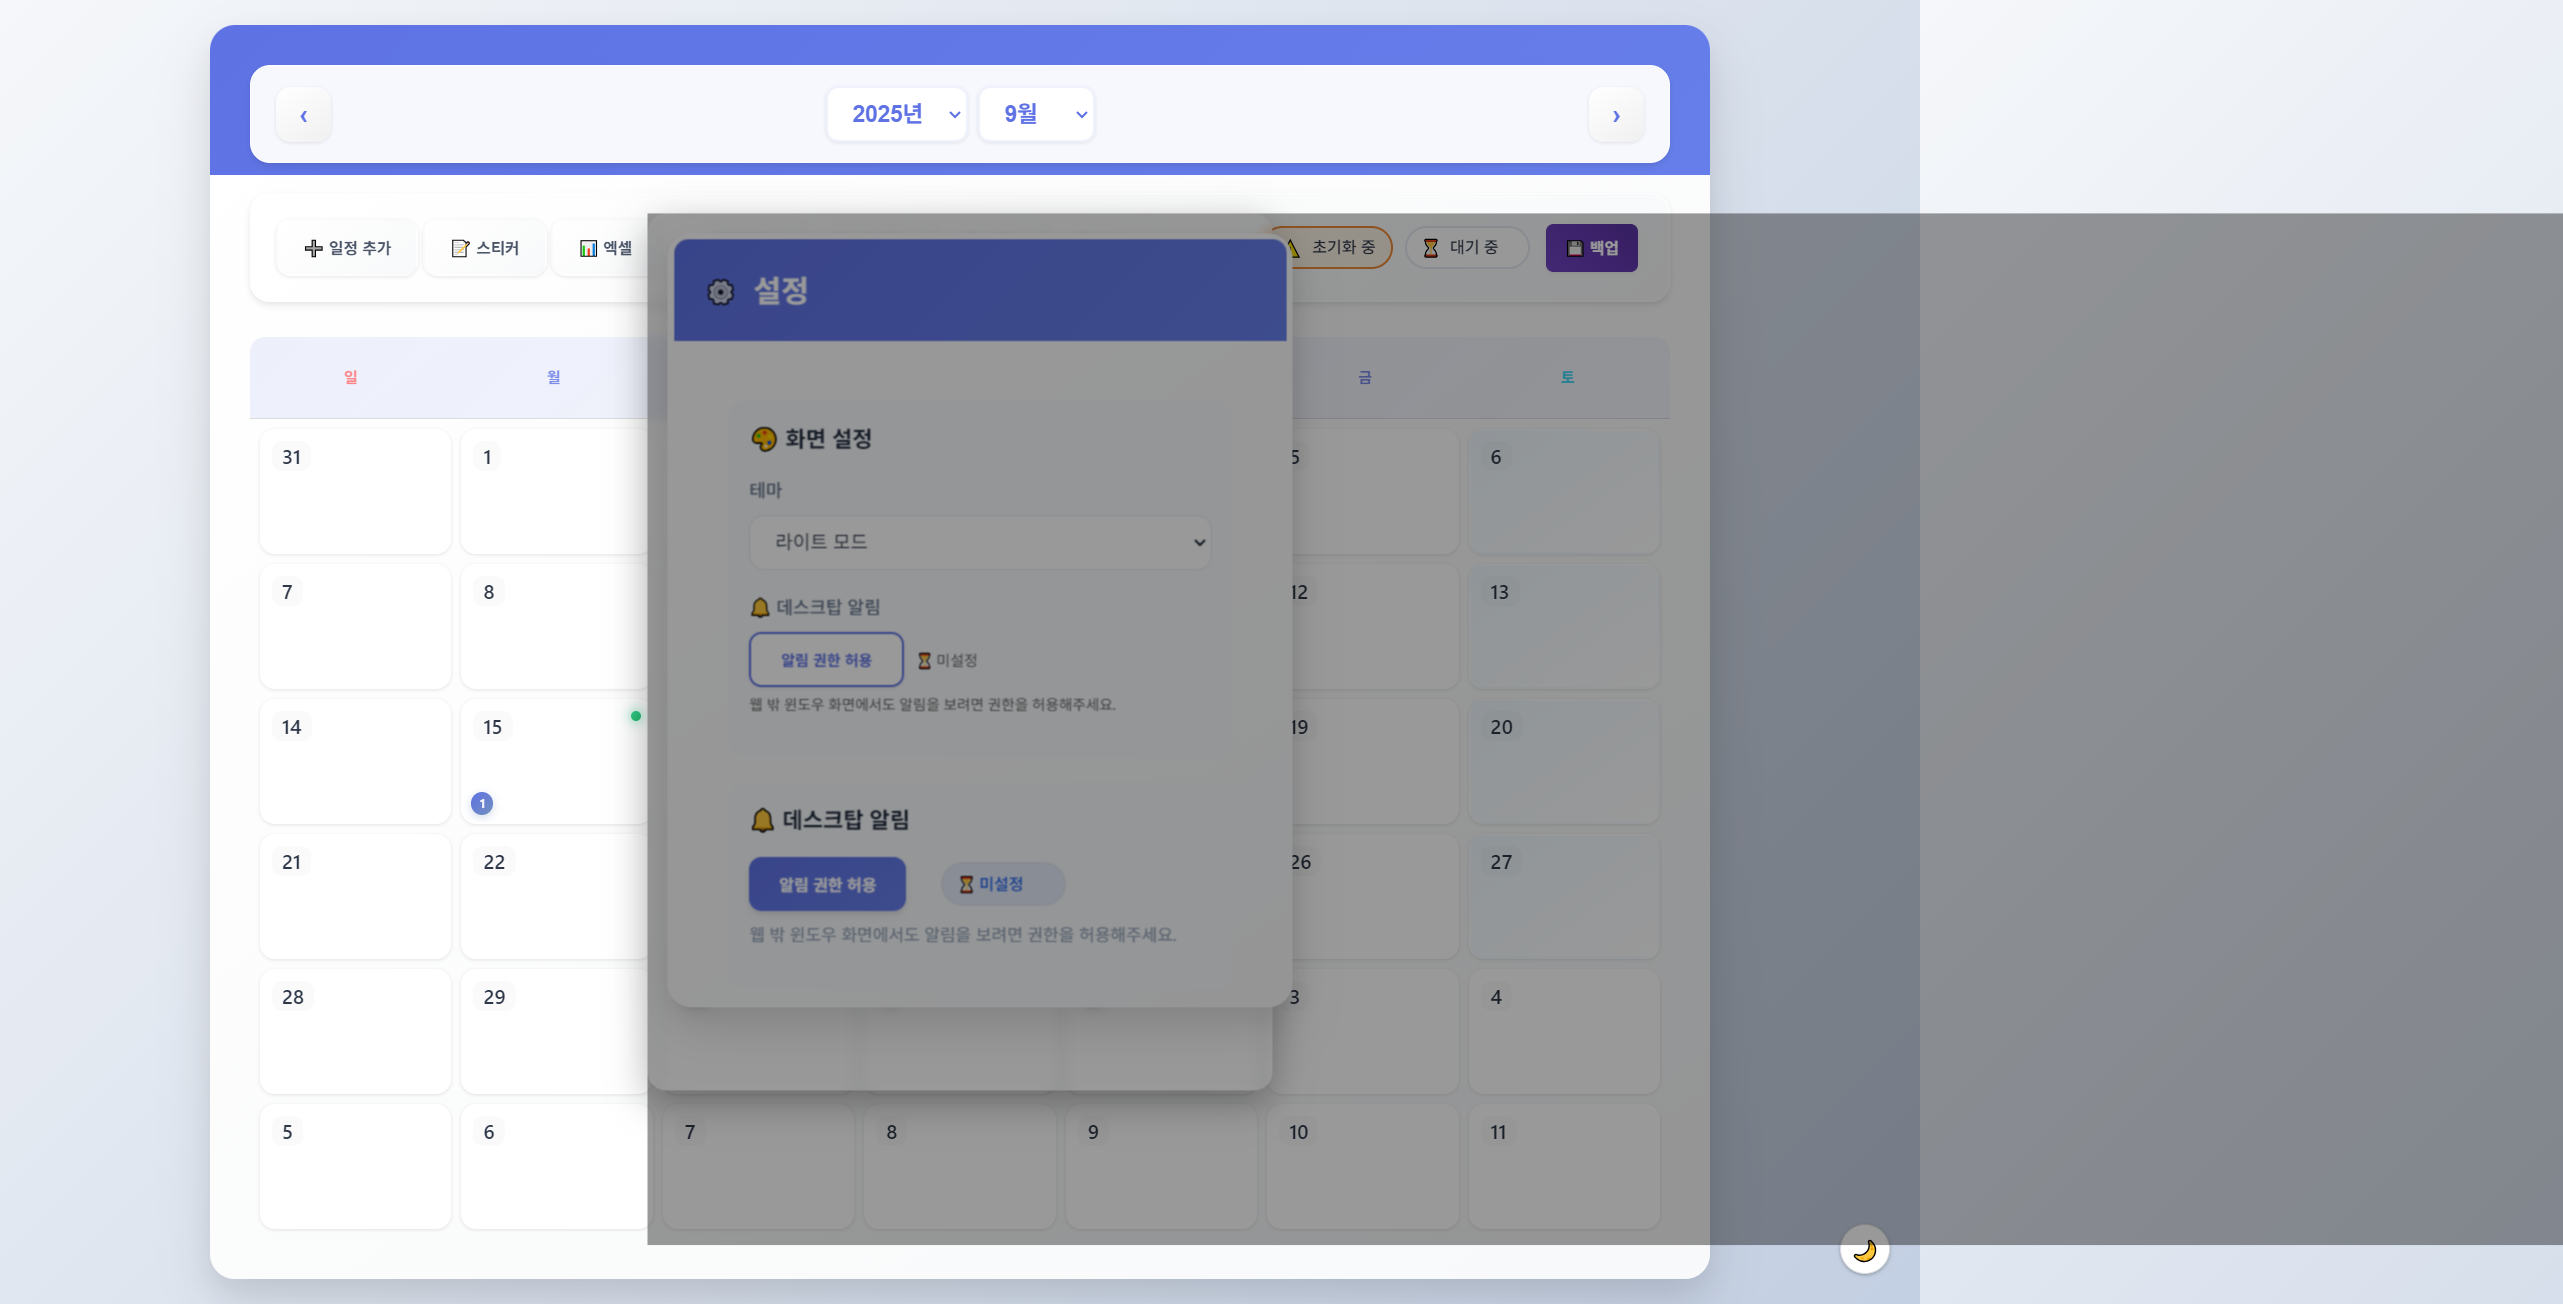 ‹ 2025년 9월 ›
➕ 일정 추가 📝 스티커 📊 엑셀 초기화 중 ⏳ 대기 중 💾 백업
⚙️ 설정
일 월 금 토
🎨 화면 설정
테마
라이트 모드
🔔 데스크탑 알림
알림 권한 허용 ⏳ 미설정
웹 밖 윈도우 화면에서도 알림을 보려면 권한을 허용해주세요.
🔔 데스크탑 알림
알림 권한 허용 ⏳ 미설정
웹 밖 윈도우 화면에서도 알림을 보려면 권한을 허용해주세요.
31 1 5 6
7 8 12 13
14 15 19 20
1
21 22 26 27
28 29 3 4
5 6 7 8 9 10 11